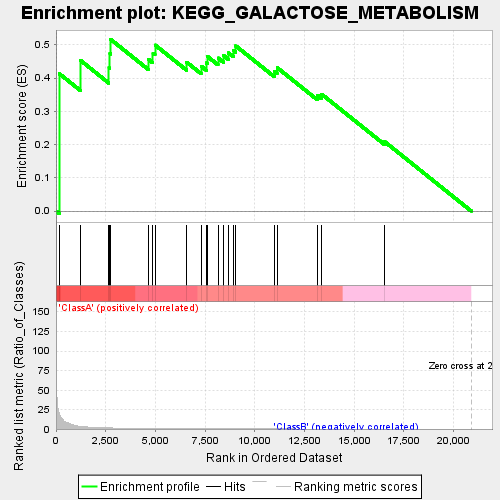 Enrichment plot: KEGG_GALACTOSE_METABOLISM
Enrichment score (ES)
0.5
0.4
0.3
0.2
0.1
0.0
'ClassA' (positively correlated)
Ranked list metric (Ratio_of_Classes)
150
125
100
75
50
25
0
Zero cross at 2
'ClassB' (negatively correlated)
0 2,500 5,000 7,500 10,000 12,500 15,000 17,500 20,000
Rank in Ordered Dataset
Enrichment profile Hits Ranking metric scores